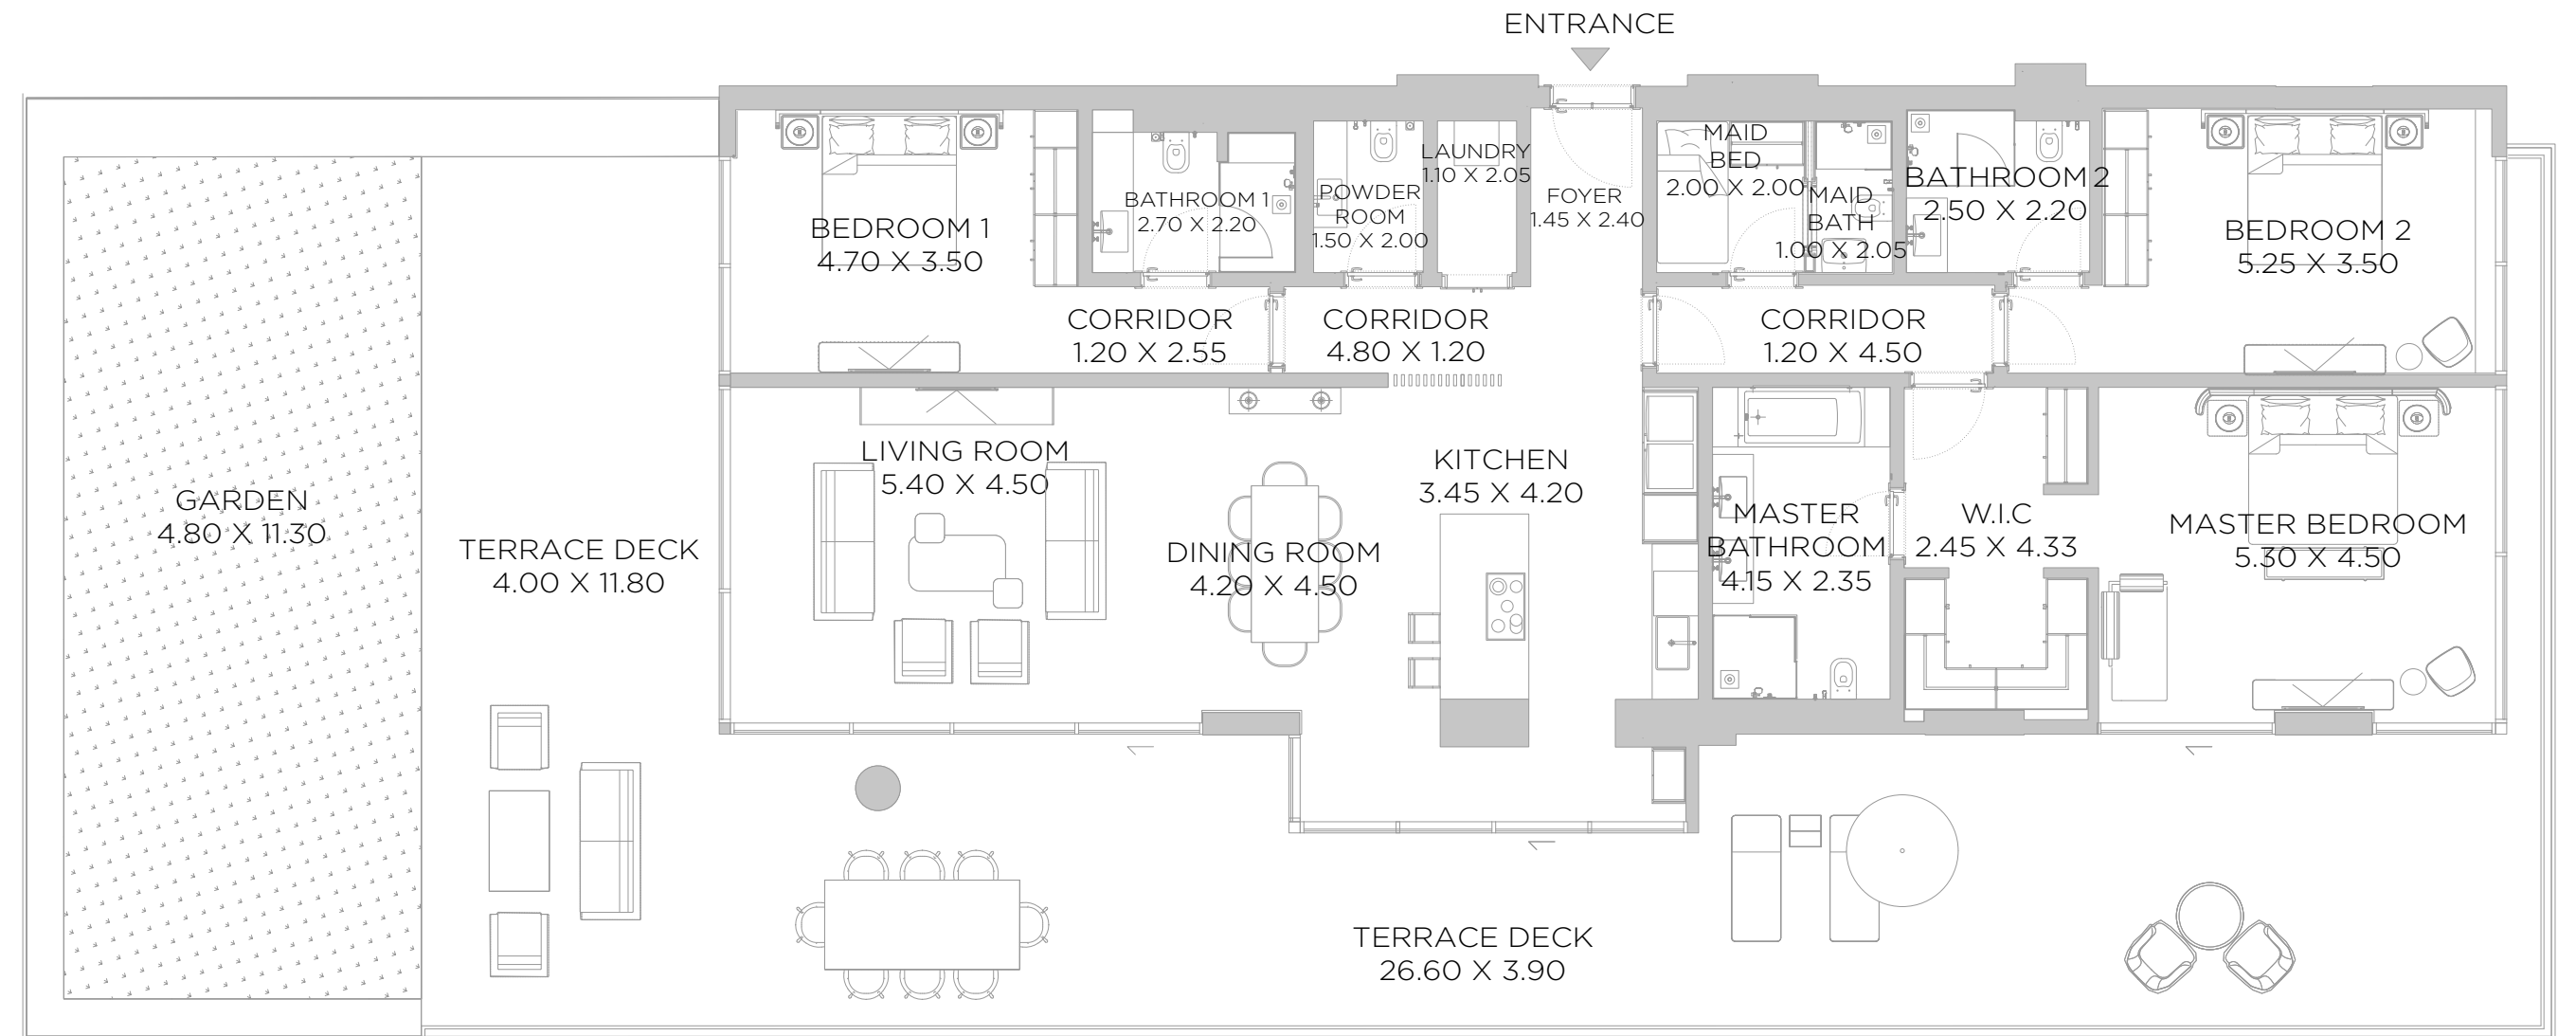 ENTRANCE
BEDROOM 1
4.70 X 3.50
BATHROOM 1
2.70 X 2.20
POWDER
ROOM
1.50 X 2.00
LAUNDRY
1.10 X 2.05
FOYER
1.45 X 2.40
MAID
BED
2.00 X 2.00
MAID
BATH
1.00 X 2.05
BATHROOM 2
2.50 X 2.20
BEDROOM 2
5.25 X 3.50
CORRIDOR
1.20 X 2.55
CORRIDOR
4.80 X 1.20
CORRIDOR
1.20 X 4.50
GARDEN
4.80 X 11.30
TERRACE DECK
4.00 X 11.80
LIVING ROOM
5.40 X 4.50
DINING ROOM
4.20 X 4.50
KITCHEN
3.45 X 4.20
MASTER
BATHROOM
4.15 X 2.35
W.I.C
2.45 X 4.33
MASTER BEDROOM
5.30 X 4.50
TERRACE DECK
26.60 X 3.90